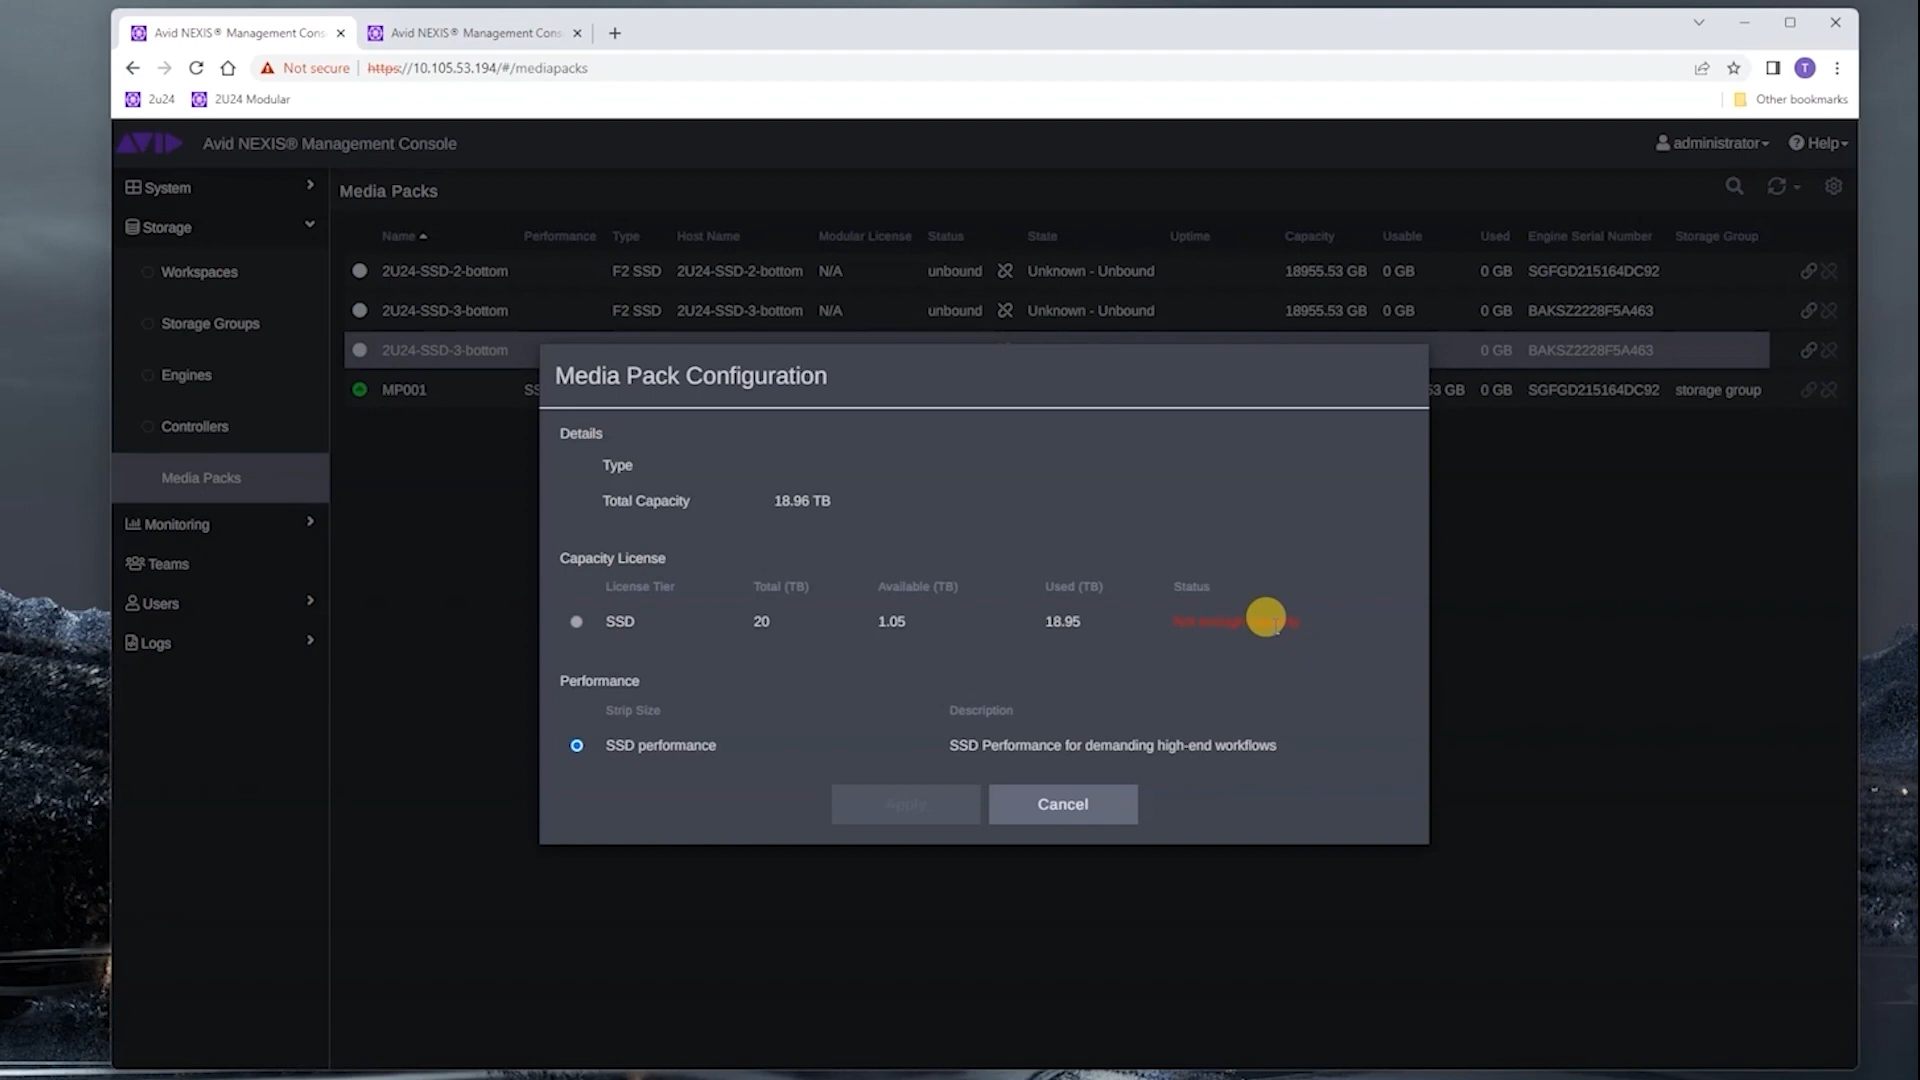 Avid NEXIS® Management Cons
Avid NEXIS® Management Cons
Not secure https://10.105.53.194/#/mediapacks
T
2u24 2U24 Modular Other bookmarks
AVID Avid NEXIS® Management Console administrator Help
System
Storage
Workspaces
Storage Groups
Engines
Controllers
Media Packs
Monitoring
Teams
Users
Logs
Media Packs
Name Performance Type Host Name Modular License Status State Uptime Capacity Usable Used Engine Serial Number Storage Group
2U24-SSD-2-bottom F2 SSD 2U24-SSD-2-bottom N/A unbound Unknown - Unbound 18955.53 GB 0 GB 0 GB SGFGD215164DC92
2U24-SSD-3-bottom F2 SSD 2U24-SSD-3-bottom N/A unbound Unknown - Unbound 18955.53 GB 0 GB 0 GB BAKSZ2228F5A463
2U24-SSD-3-bottom 0 GB BAKSZ2228F5A463
MP001 SS 53 GB 0 GB SGFGD215164DC92 storage group
Media Pack Configuration
Details
Type
Total Capacity 18.96 TB
Capacity License
License Tier Total (TB) Available (TB) Used (TB) Status
SSD 20 1.05 18.95 Not enough
Performance
Strip Size Description
SSD performance SSD Performance for demanding high-end workflows
Apply Cancel